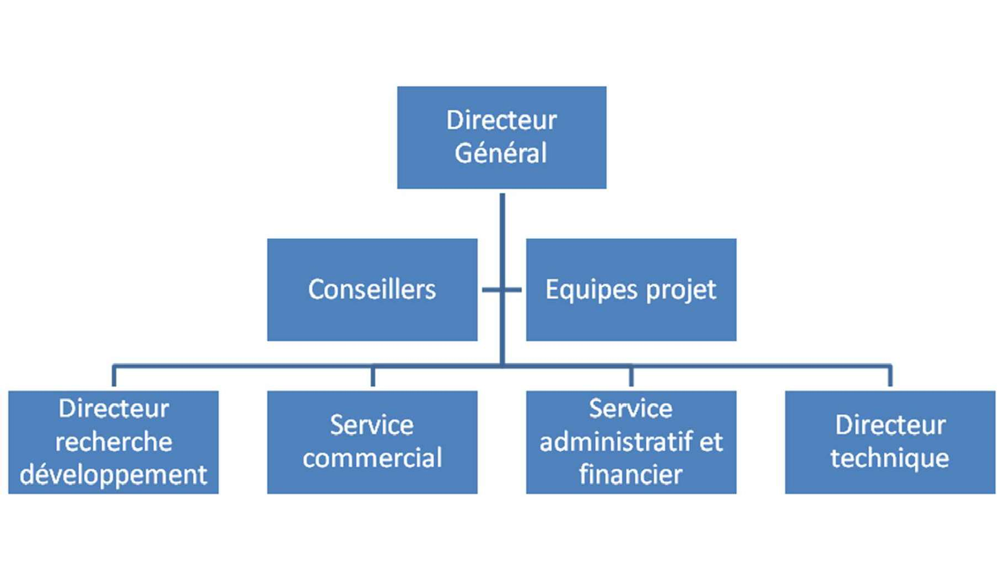 Directeur
Général
Conseillers
Equipes projet
Directeur
recherche
développement
Service
commercial
Service
administratif et
financier
Directeur
technique